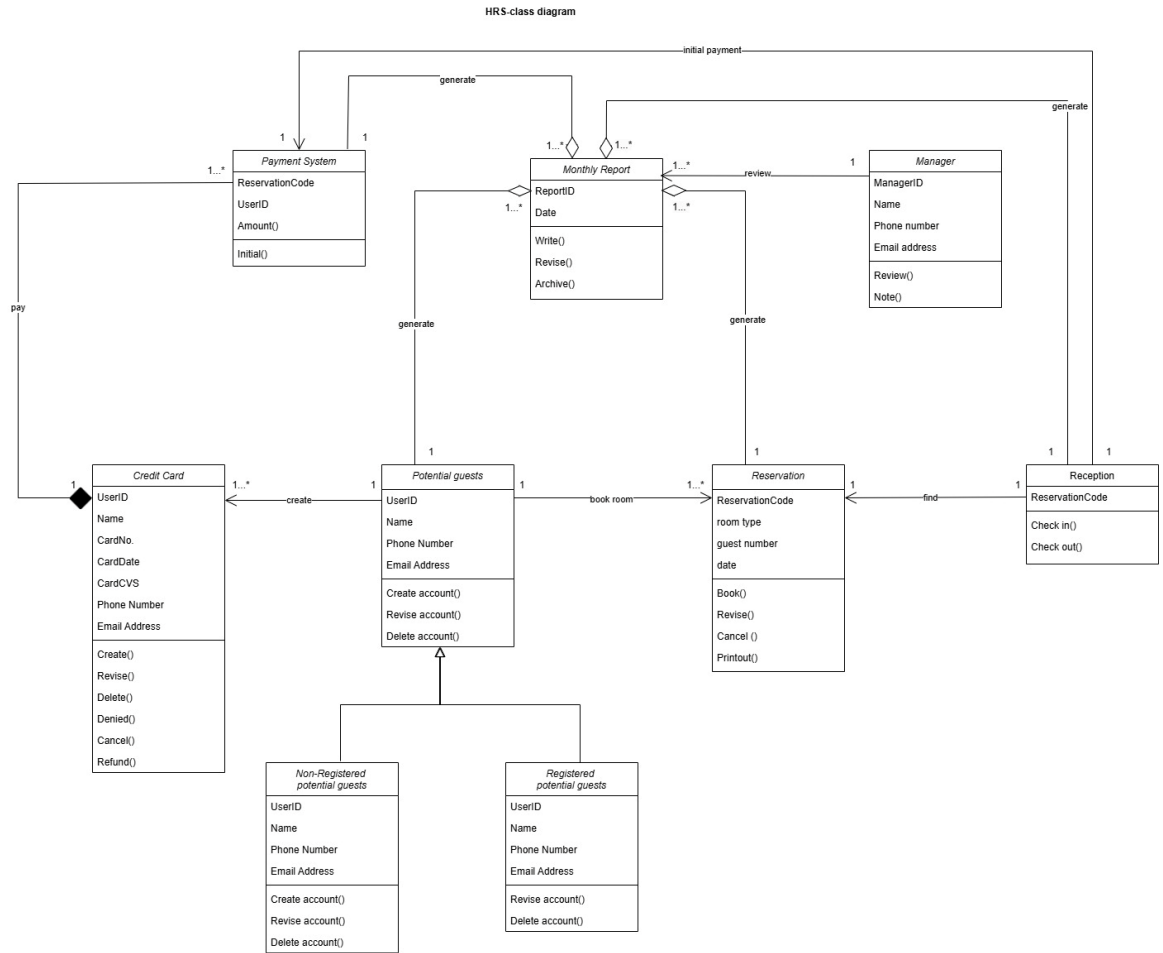 HRS-class diagram
initial payment
generate
generate
1
1
1...*
1...*
1...*
Payment System
ReservationCode
UserID
Amount()
Initial()
Monthly Report
ReportID
Date
Write()
Revise()
Archive()
1...*
review
1
Manager
ManagerID
Name
Phone number
Email address
Review()
Note()
1...*
1...*
pay
generate
generate
1
1
1
1
1
Credit Card
UserID
Name
CardNo.
CardDate
CardCVS
Phone Number
Email Address
Create()
Revise()
Delete()
Denied()
Cancel()
Refund()
1...*
create
1
Potential guests
UserID
Name
Phone Number
Email Address
Create account()
Revise account()
Delete account()
1
book room
1...*
Reservation
ReservationCode
room type
guest number
date
Book()
Revise()
Cancel ()
Printout()
1
find
1
Reception
ReservationCode
Check in()
Check out()
Non-Registered
potential guests
UserID
Name
Phone Number
Email Address
Create account()
Revise account()
Delete account()
Registered
potential guests
UserID
Name
Phone Number
Email Address
Revise account()
Delete account()